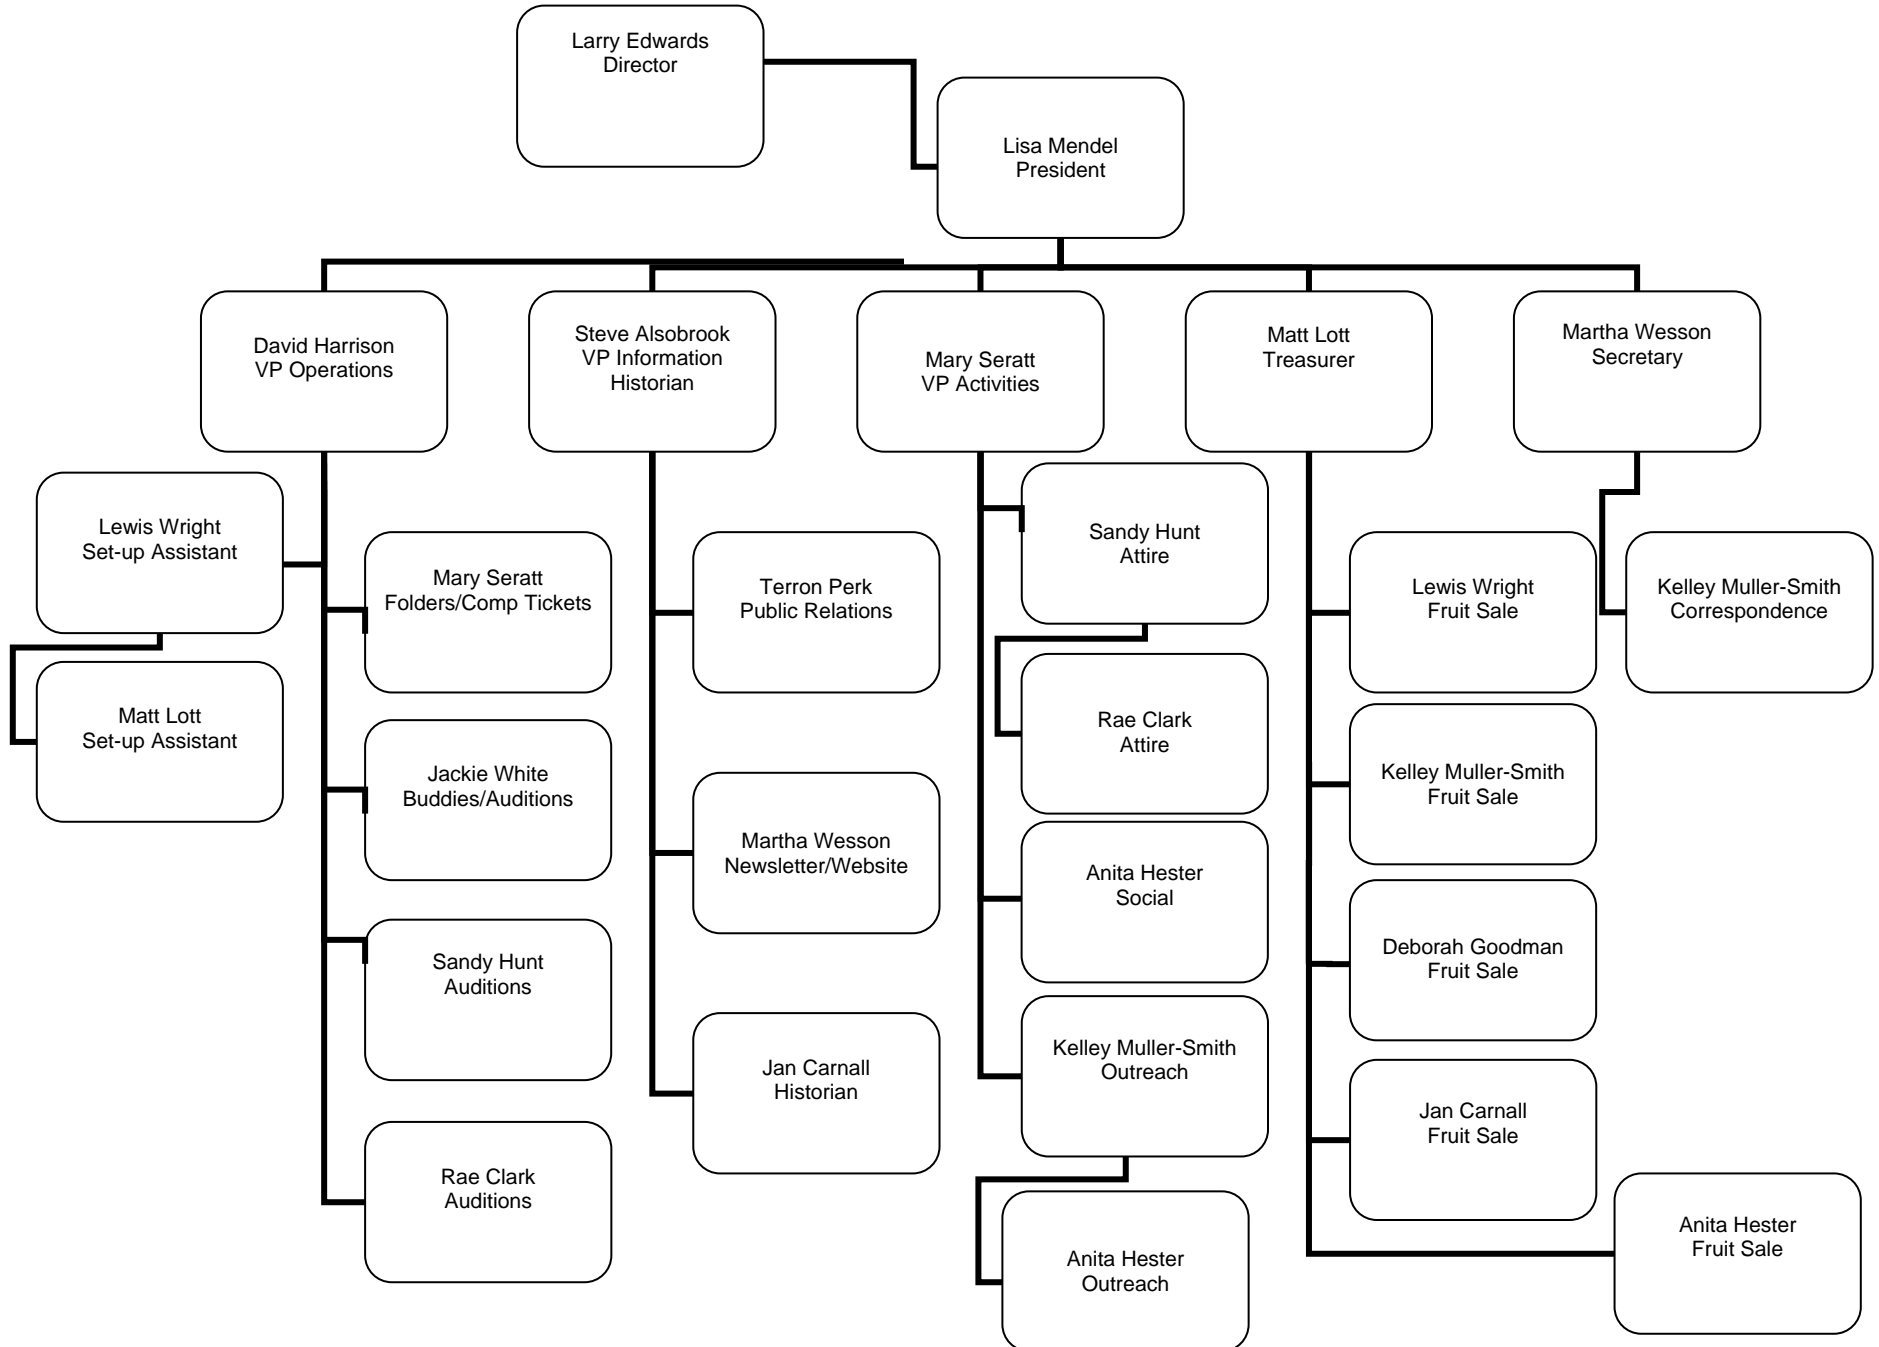 Larry Edwards
Director
Lisa Mendel
President
David Harrison
VP Operations
Steve Alsobrook
VP Information
Historian
Mary Seratt
VP Activities
Matt Lott
Treasurer
Martha Wesson
Secretary
Lewis Wright
Set-up Assistant
Matt Lott
Set-up Assistant
Mary Seratt
Folders/Comp Tickets
Jackie White
Buddies/Auditions
Sandy Hunt
Auditions
Rae Clark
Auditions
Terron Perk
Public Relations
Martha Wesson
Newsletter/Website
Jan Carnall
Historian
Sandy Hunt
Attire
Rae Clark
Attire
Anita Hester
Social
Kelley Muller-Smith
Outreach
Anita Hester
Outreach
Lewis Wright
Fruit Sale
Kelley Muller-Smith
Fruit Sale
Deborah Goodman
Fruit Sale
Jan Carnall
Fruit Sale
Anita Hester
Fruit Sale
Kelley Muller-Smith
Correspondence